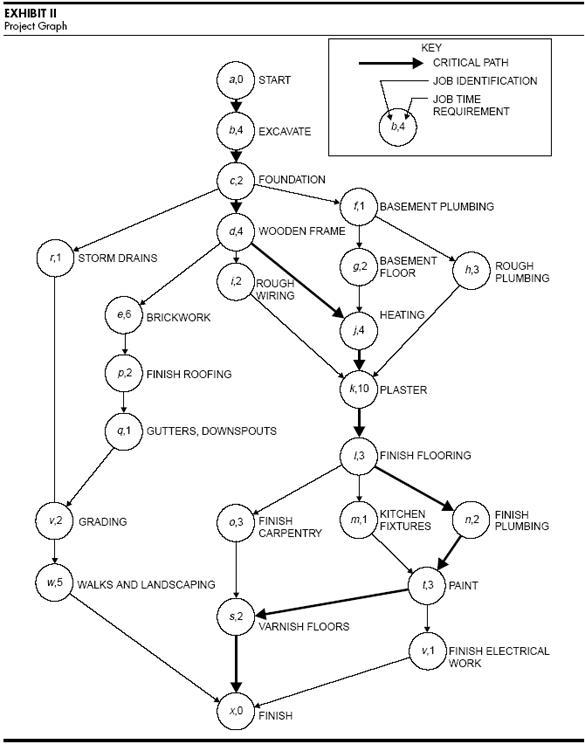 EXHIBIT II
Project Graph
KEY
CRITICAL PATH
JOB IDENTIFICATION
JOB TIME
REQUIREMENT
b,4
a,0 START
b,4 EXCAVATE
c,2 FOUNDATION
f,1 BASEMENT PLUMBING
d,4 WOODEN FRAME
r,1 STORM DRAINS
g,2 BASEMENT
FLOOR
h,3 ROUGH
PLUMBING
i,2 ROUGH
WIRING
e,6 BRICKWORK
HEATING
j,4
p,2 FINISH ROOFING
k,10 PLASTER
q,1 GUTTERS, DOWNSPOUTS
l,3 FINISH FLOORING
v,2 GRADING
o,3 FINISH
CARPENTRY
m,1 KITCHEN
FIXTURES
n,2 FINISH
PLUMBING
w,5 WALKS AND LANDSCAPING
t,3 PAINT
s,2 VARNISH FLOORS
v,1 FINISH ELECTRICAL
WORK
x,0 FINISH